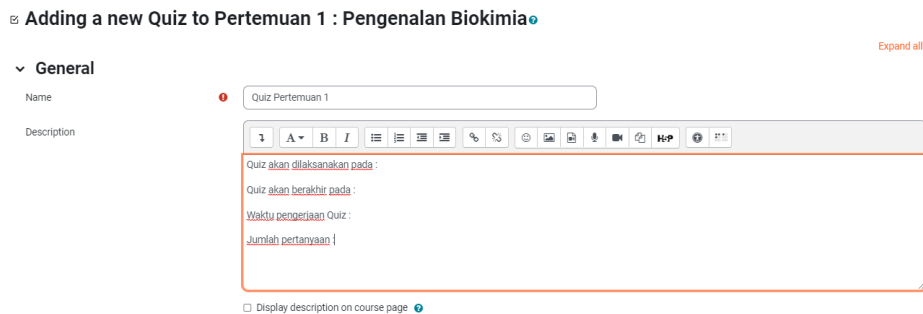 Adding a new Quiz to Pertemuan 1 : Pengenalan Biokimia
Expand all
General
Name
Quiz Pertemuan 1
Description
A B I H5P
Quiz akan dilaksanakan pada :
Quiz akan berakhir pada :
Waktu pengerjaan Quiz :
Jumlah pertanyaan :
Display description on course page